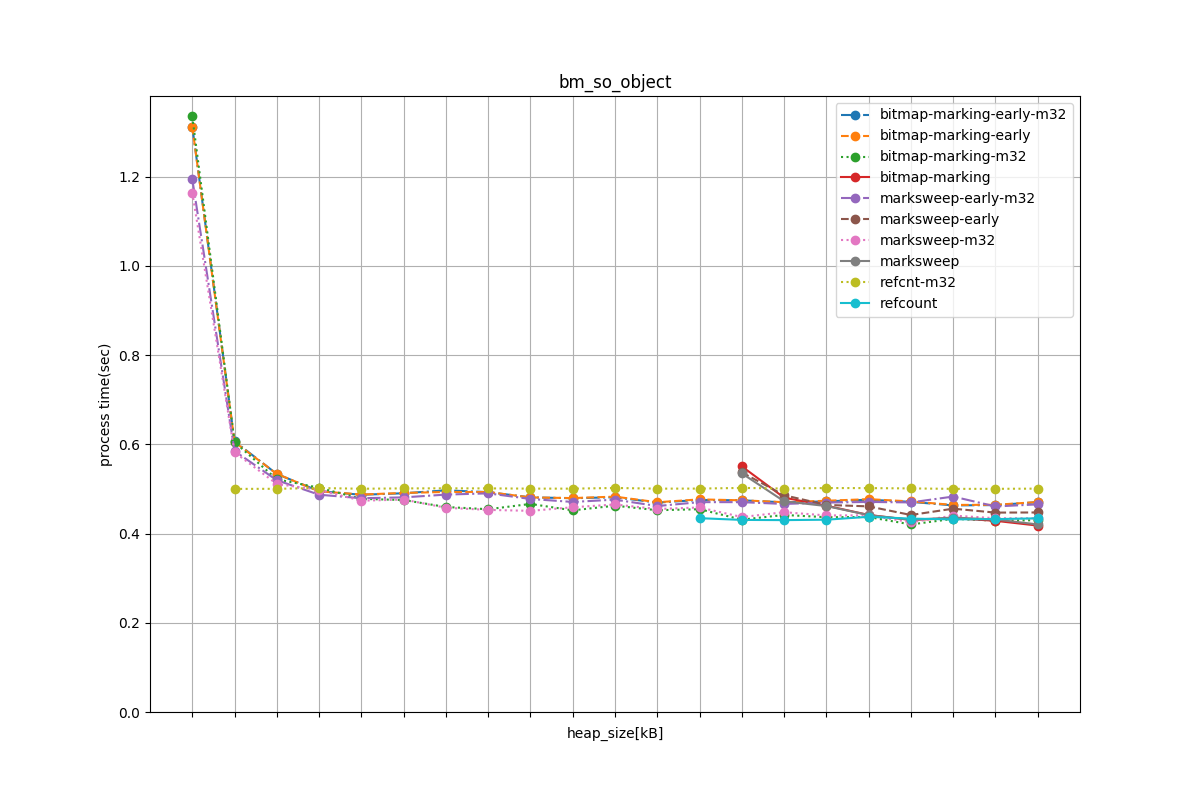 bm_so_object
bitmap-marking-early-m32
bitmap-marking-early
bitmap-marking-m32
bitmap-marking
marksweep-early-m32
marksweep-early
marksweep-m32
marksweep
refcnt-m32
refcount
1.2
1.0
0.8
0.6
0.4
0.2
0.0
process time(sec)
heap_size[kB]